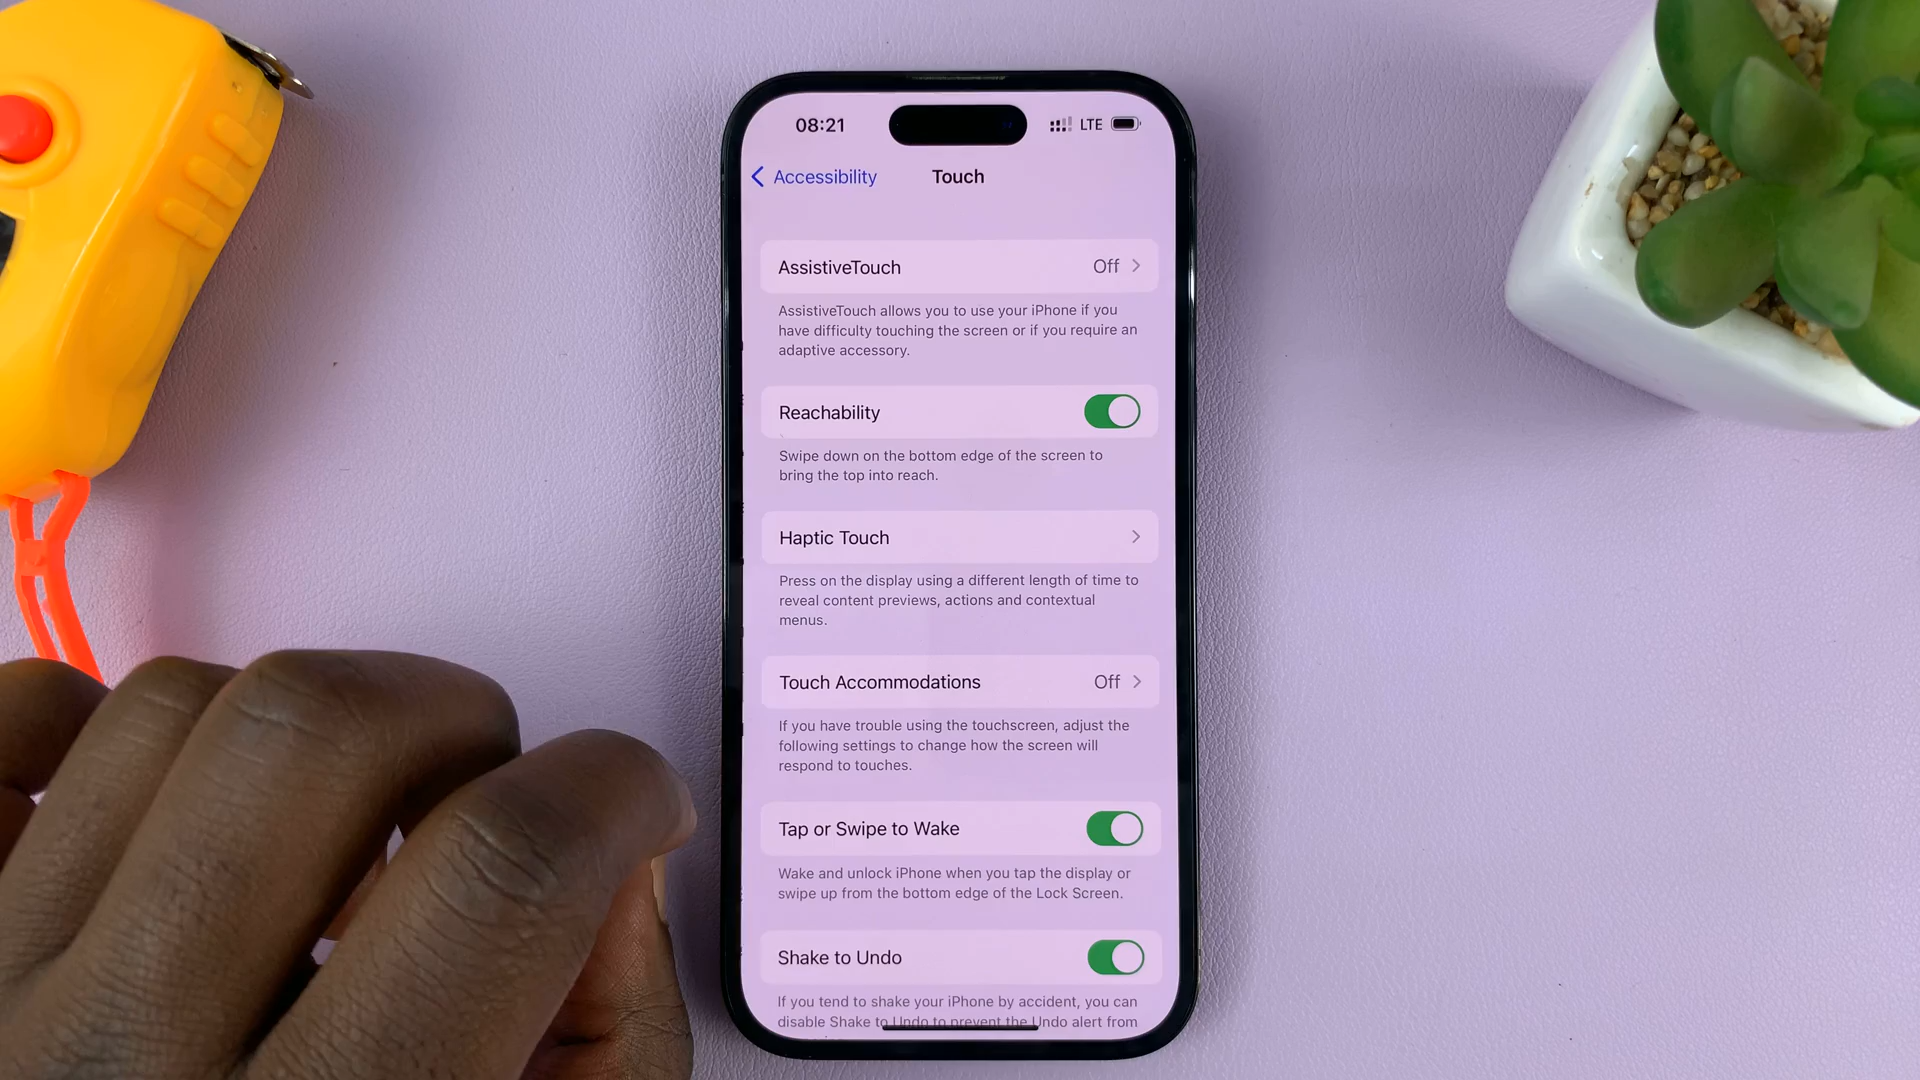 08:21
LTE
Accessibility
Touch
AssistiveTouch
Off
AssistiveTouch allows you to use your iPhone if you
have difficulty touching the screen or if you require an
adaptive accessory.
Reachability
Swipe down on the bottom edge of the screen to
bring the top into reach.
Haptic Touch
Press on the display using a different length of time to
reveal content previews, actions and contextual
menus.
Touch Accommodations
Off
If you have trouble using the touchscreen, adjust the
following settings to change how the screen will
respond to touches.
Tap or Swipe to Wake
Wake and unlock iPhone when you tap the display or
swipe up from the bottom edge of the Lock Screen.
Shake to Undo
If you tend to shake your iPhone by accident, you can
disable Shake to Undo to prevent the Undo alert from